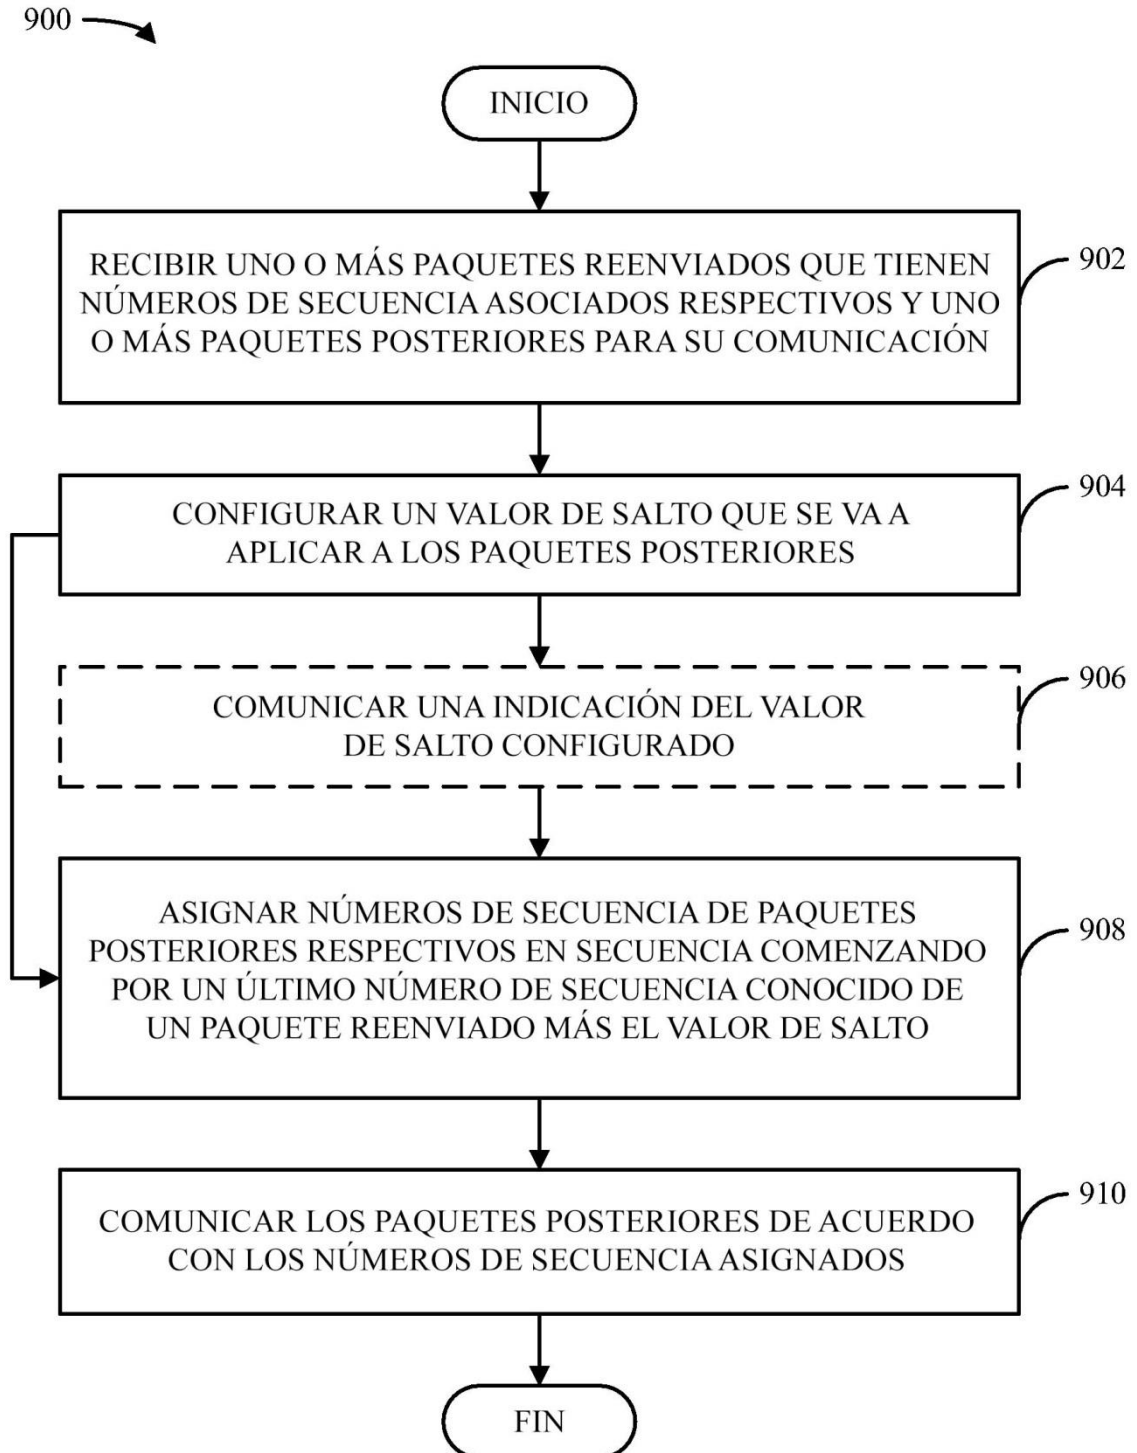 900
INICIO
RECIBIR UNO O MÁS PAQUETES REENVIADOS QUE TIENEN
NÚMEROS DE SECUENCIA ASOCIADOS RESPECTIVOS Y UNO
O MÁS PAQUETES POSTERIORES PARA SU COMUNICACIÓN
902
CONFIGURAR UN VALOR DE SALTO QUE SE VA A
APLICAR A LOS PAQUETES POSTERIORES
904
COMUNICAR UNA INDICACIÓN DEL VALOR
DE SALTO CONFIGURADO
906
ASIGNAR NÚMEROS DE SECUENCIA DE PAQUETES
POSTERIORES RESPECTIVOS EN SECUENCIA COMENZANDO
POR UN ÚLTIMO NÚMERO DE SECUENCIA CONOCIDO DE
UN PAQUETE REENVIADO MÁS EL VALOR DE SALTO
908
COMUNICAR LOS PAQUETES POSTERIORES DE ACUERDO
CON LOS NÚMEROS DE SECUENCIA ASIGNADOS
910
FIN